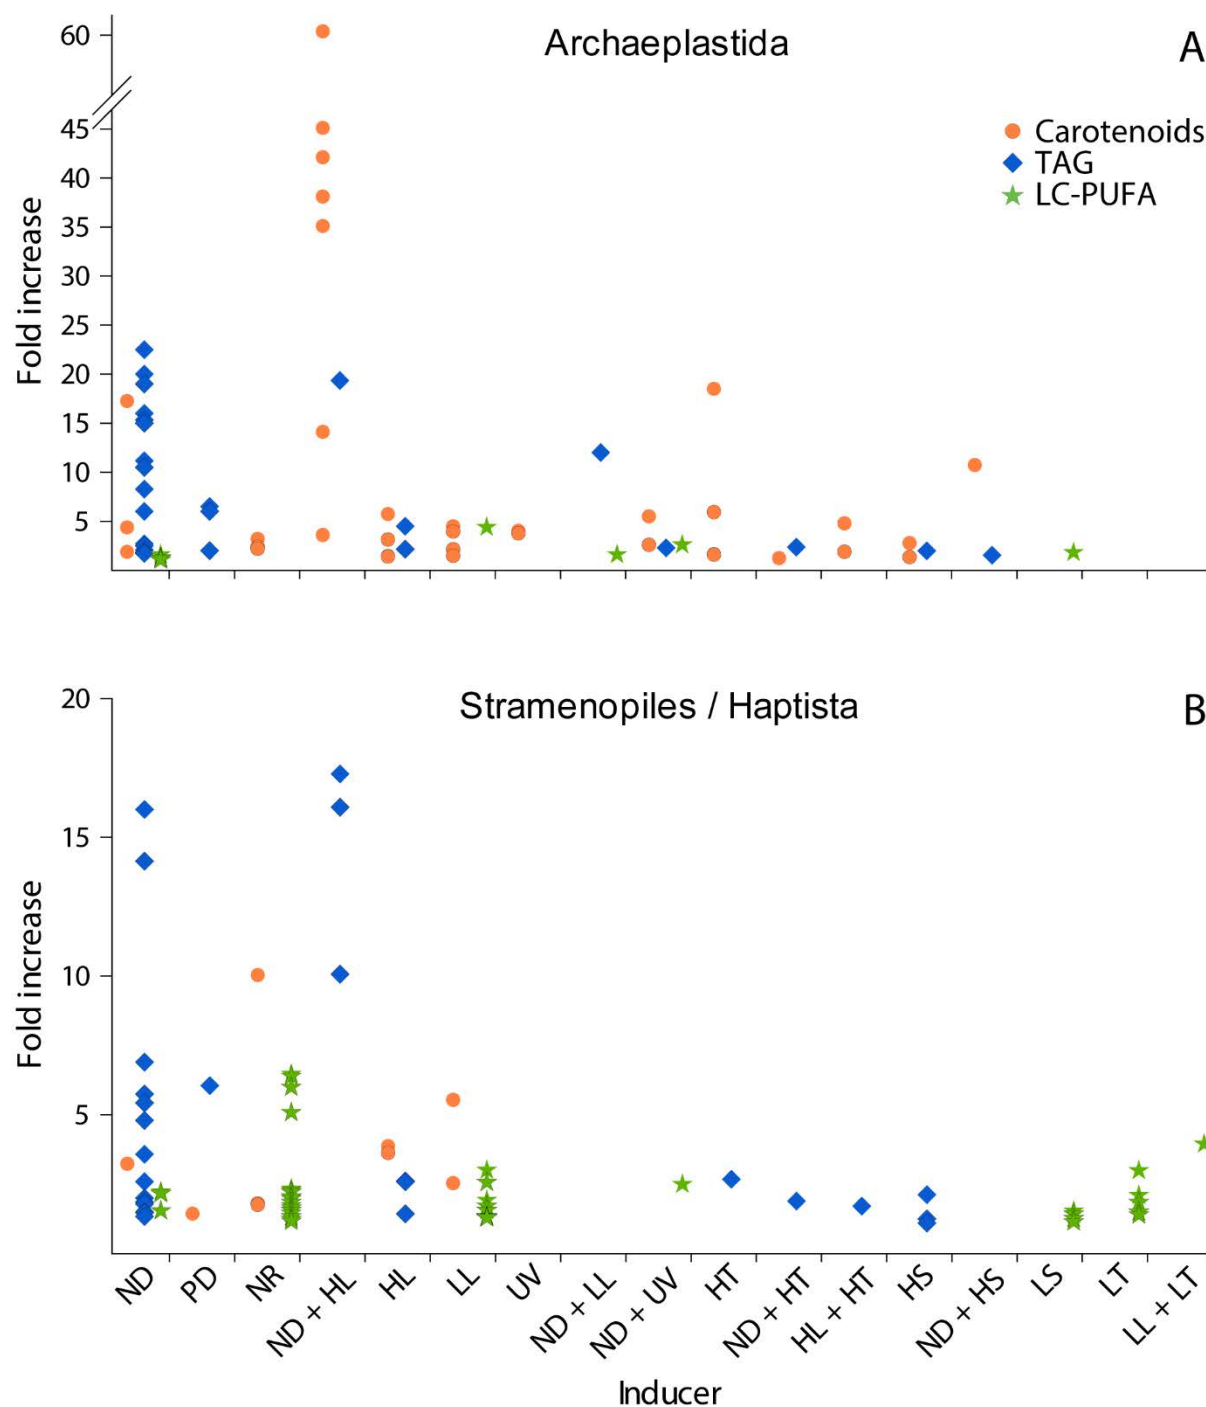 Archaeplastida
A
Carotenoids
TAG
LC-PUFA
Fold increase
60
45
40
35
30
25
20
15
10
5
Stramenopiles / Haptista
B
Fold increase
20
15
10
5
ND
PD
NR
ND + HL
HL
LL
UV
ND + LL
ND + UV
HT
ND + HT
HL + HT
HS
ND + HS
LS
LT
LL + LT
Inducer